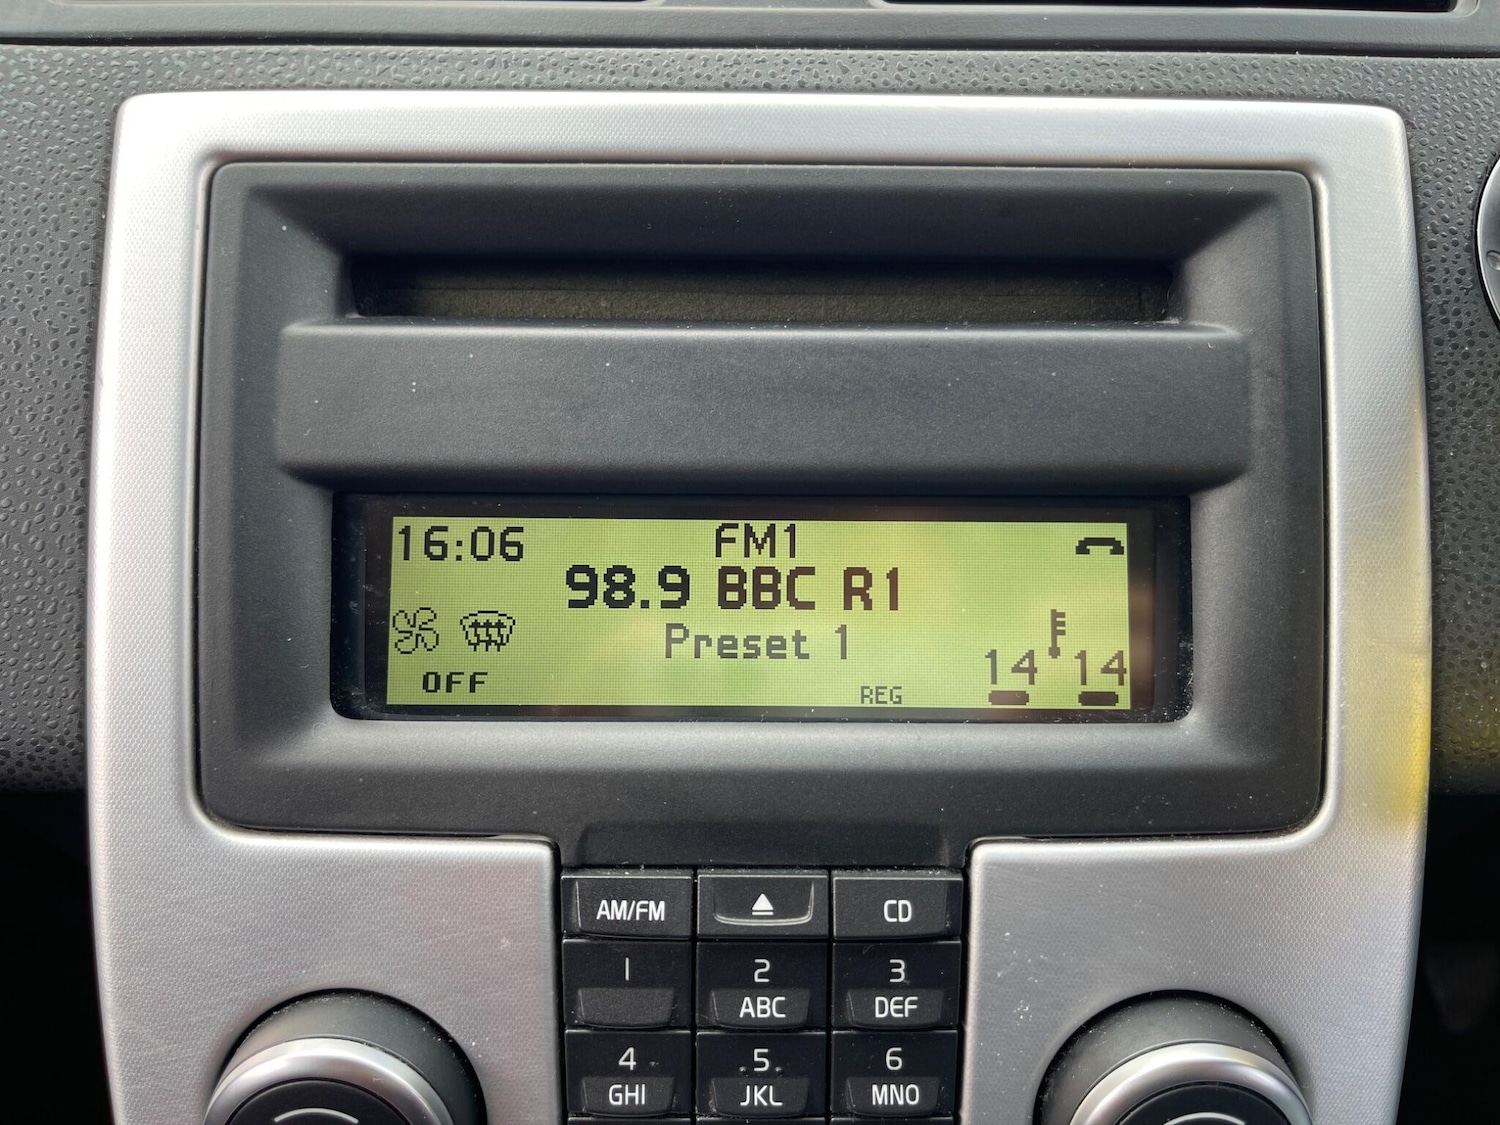 16:06 FM1
98.9 BBC R1
Preset 1
14 14
OFF REG
AM/FM CD
1 2 3
ABC DEF
4 5 6
GHI JKL MNO